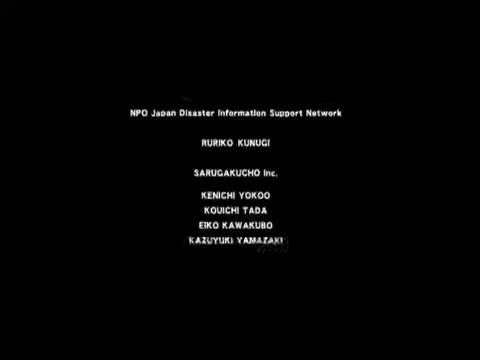 NPO Japan Disaster Information Support Network
RURIKO KUNUGI
SARUGAKUCHO Inc.
KENICHI YOKOO
KOUICHI TADA
EIKO KAWAKUBO
KAZUYUKI YAMAZAKI